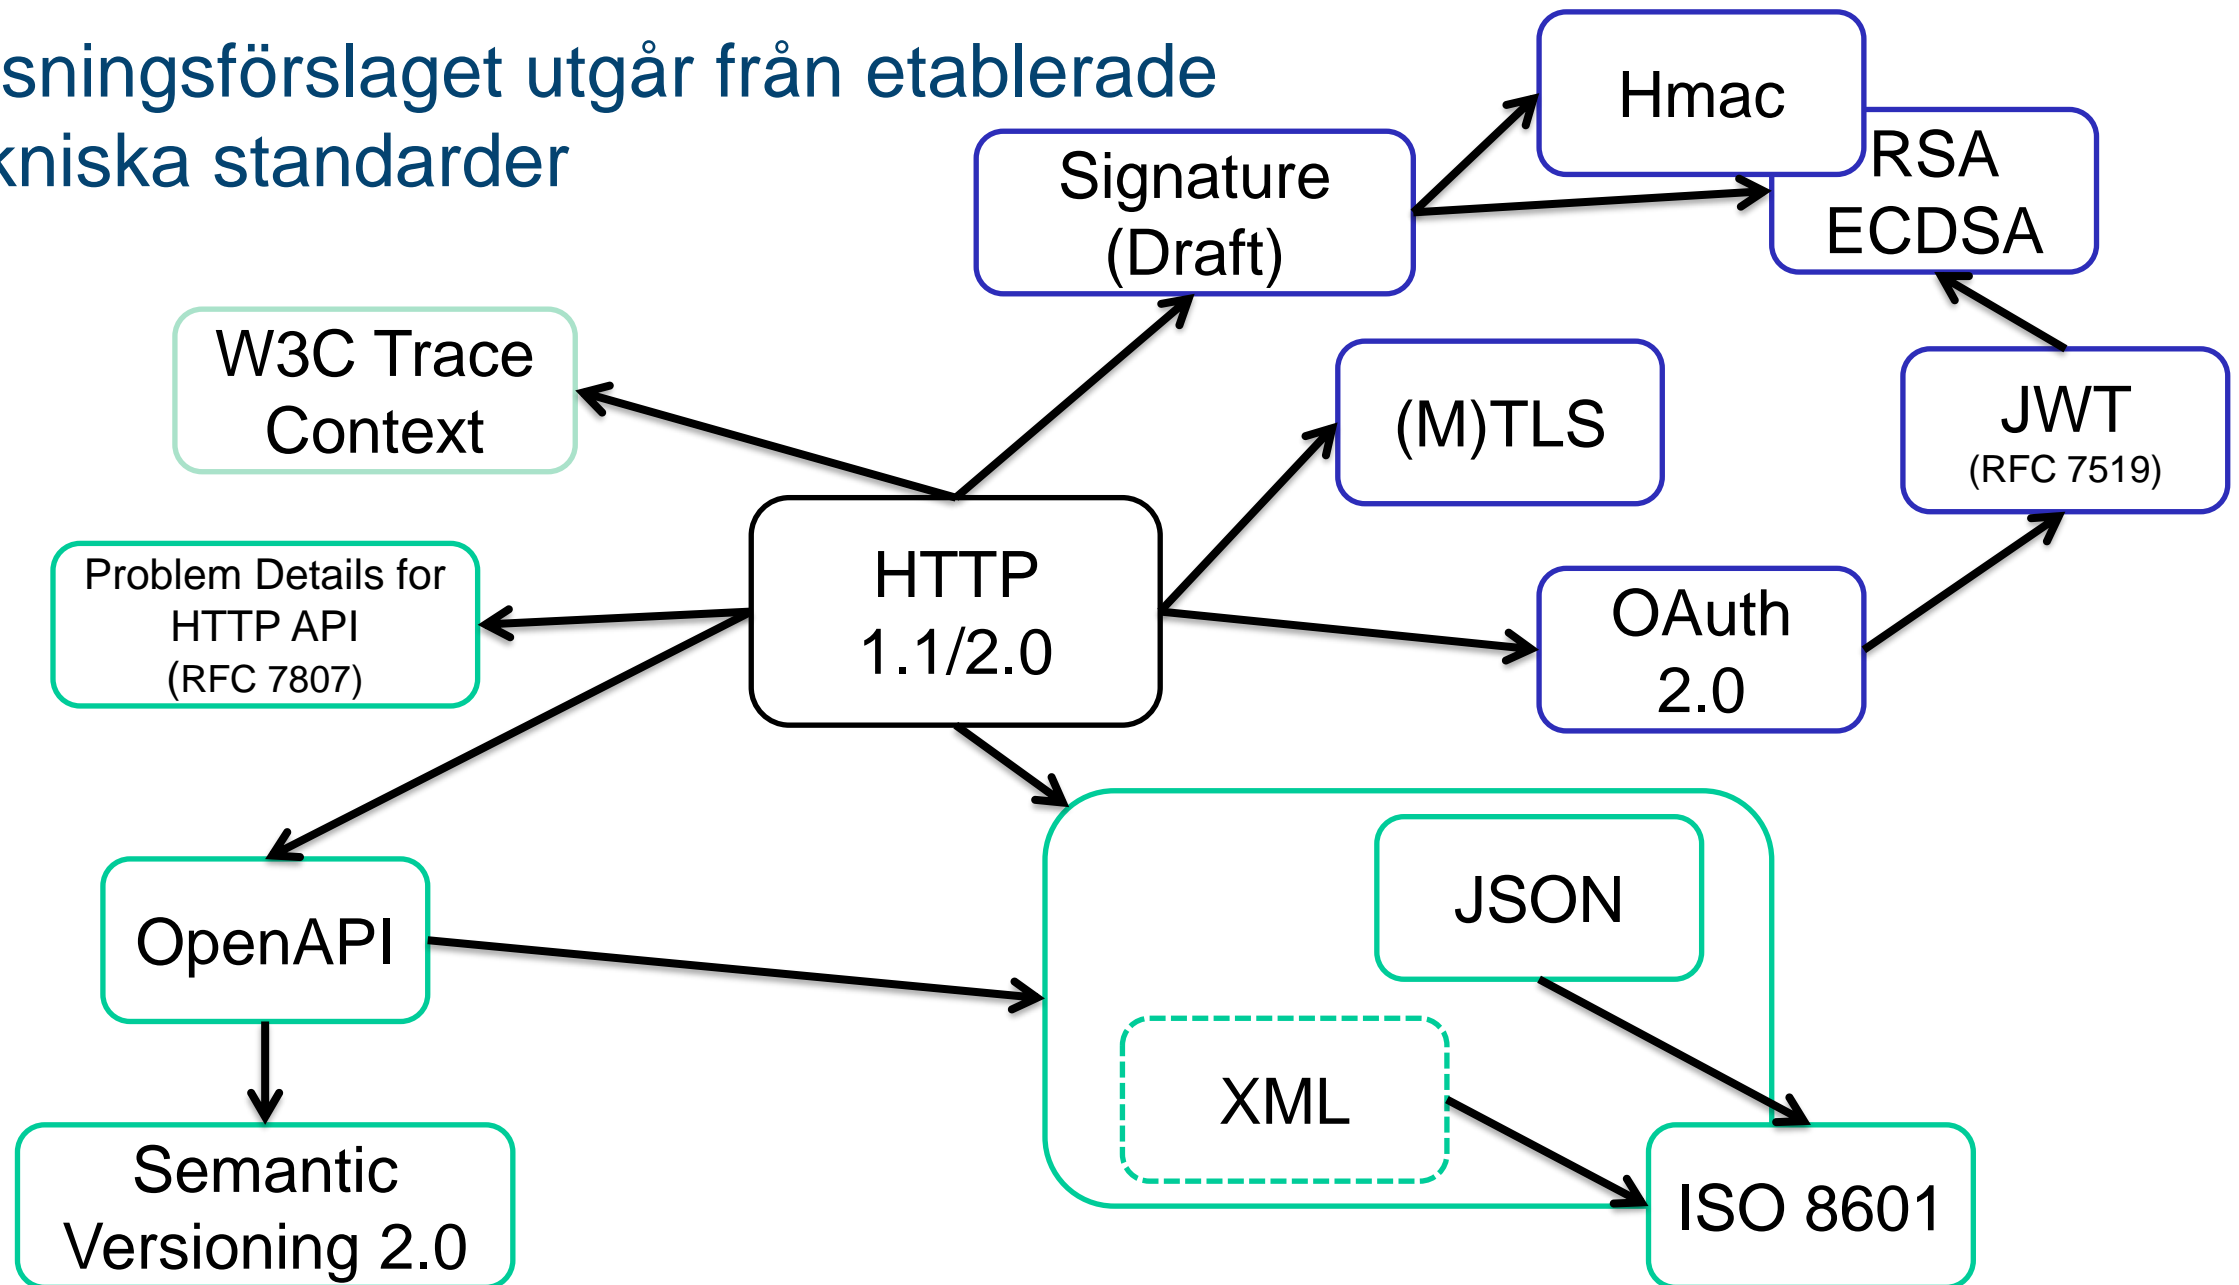 sningsförslaget utgår från etablerade
kniska standarder
Hmac
RSA
ECDSA
Signature
(Draft)
W3C Trace
Context
(M)TLS
JWT
(RFC 7519)
HTTP
1.1/2.0
Problem Details for
HTTP API
(RFC 7807)
OAuth
2.0
JSON
OpenAPI
XML
Semantic
Versioning 2.0
ISO 8601